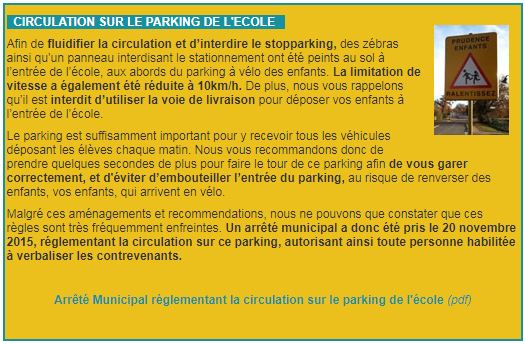 CIRCULATION SUR LE PARKING DE L'ECOLE
Afin de fluidifier la circulation et d'interdire le stopparking, des zébras
ainsi qu'un panneau interdisant le stationnement ont été peints au sol à
l'entrée de l'école, aux abords du parking à vélo des enfants. La limitation de
vitesse a également été réduite à 10km/h. De plus, nous vous rappelons
qu'il est interdit d'utiliser la voie de livraison pour déposer vos enfants à
l'entrée de l'école.
PRUDENCE
ENFANTS
RALENTISSEZ
Le parking est suffisamment important pour y recevoir tous les véhicules
déposant les élèves chaque matin. Nous vous recommandons donc de
prendre quelques secondes de plus pour faire le tour de ce parking afin de vous garer
correctement, et d'éviter d'embouteiller l'entrée du parking, au risque de renverser des
enfants, vos enfants, qui arrivent en vélo.
Malgré ces aménagements et recommendations, nous ne pouvons que constater que ces
règles sont très fréquemment enfreintes. Un arrêté municipal a donc été pris le 20 novembre
2015, réglementant la circulation sur ce parking, autorisant ainsi toute personne habilitée
à verbaliser les contrevenants.
Arrêté Municipal réglementant la circulation sur le parking de l'école (pdf)